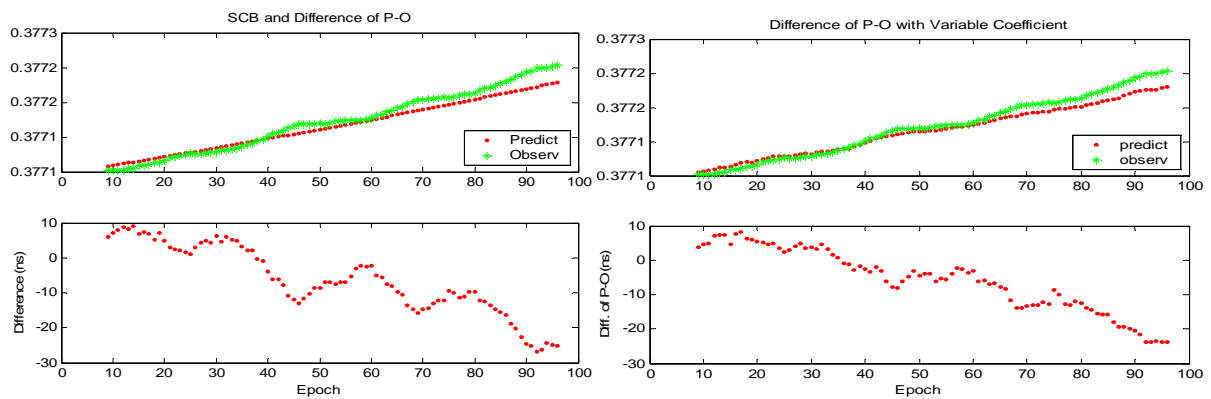 SCB and Difference of P-O
0.3773
0.3772
0.3772
0.3771
0.3771
0 10 20 30 40 50 60 70 80 90 100
Predict
Observ
Difference (ns)
10
0
-10
-20
-30
0 10 20 30 40 50 60 70 80 90 100
Epoch
Difference of P-O with Variable Coefficient
0.3773
0.3772
0.3772
0.3771
0.3771
0 10 20 30 40 50 60 70 80 90 100
predict
observ
Diff. of P-O(ns)
10
0
-10
-20
-30
0 10 20 30 40 50 60 70 80 90 100
Epoch